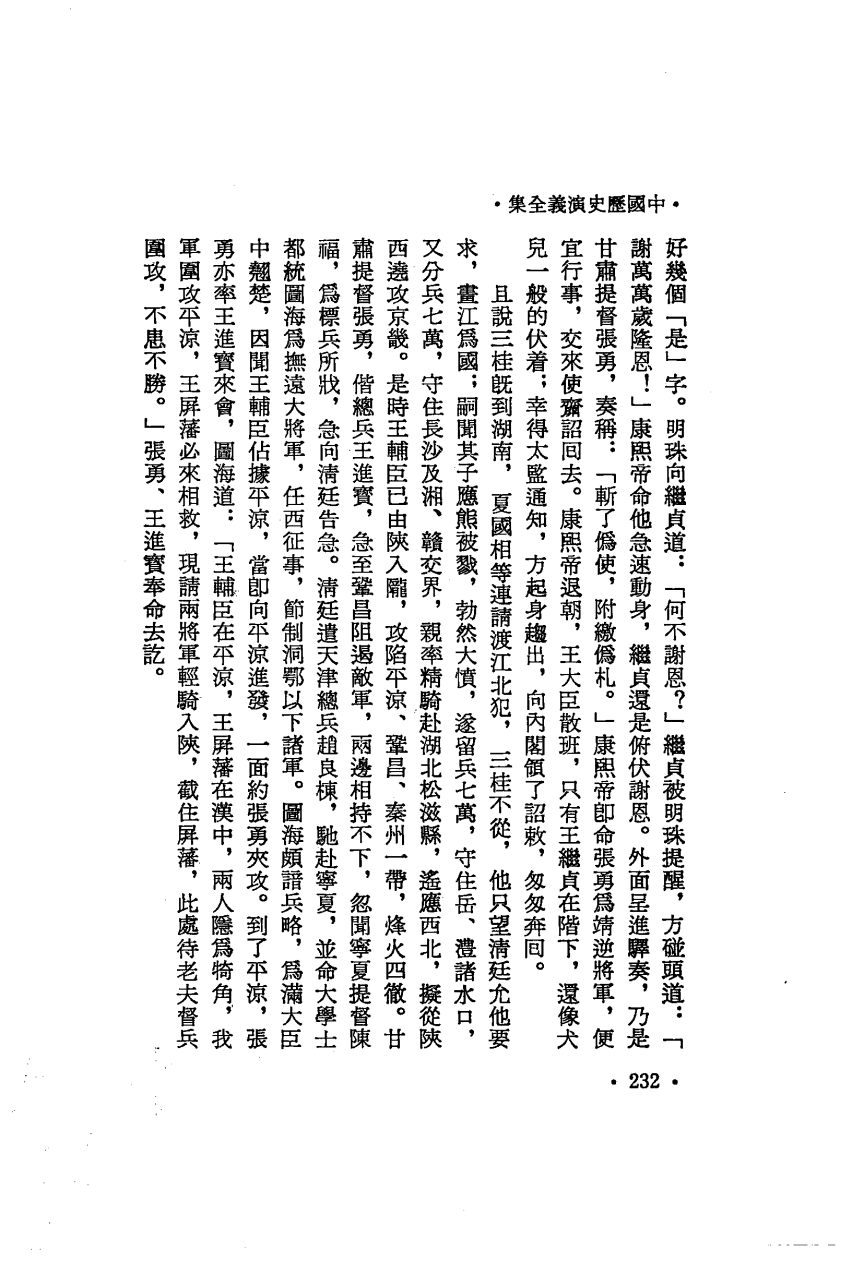 •中國歷史演義全集•
好幾個「是」字。明珠向繼貞道：「何不謝恩？」繼貞被明珠提醒，方碰頭道：「
謝萬萬歲隆恩！」康熙帝命他急速動身，繼貞還是俯伏謝恩。外面呈進驛奏，乃是
甘肅提督張勇，奏稱：「斬了僞使，附繳僞札。」康熙帝卽命張勇爲靖逆將軍，便
宜行事，交來使齎詔回去。康熙帝退朝，王大臣散班，只有王繼貞在階下，還像犬
兒一般的伏着；幸得太監通知，方起身趨出，向內閣領了詔敕，匆匆奔回。
且說三桂旣到湖南，夏國相等連請渡江北犯，三桂不從，他只望清廷允他要
求，畫江爲國；嗣聞其子應熊被戮，勃然大憤，遂留兵七萬，守住岳、澧諸水口，
又分兵七萬，守住長沙及湘、贛交界，親率精騎赴湖北松滋縣，遙應西北，擬從陝
西遶攻京畿。是時王輔臣已由陝入隴，攻陷平涼、鞏昌、秦州一帶，烽火四徹。甘
肅提督張勇，偕總兵王進寶，急至鞏昌阻遏敵軍，兩邊相持不下，忽聞寧夏提督陳
福，爲標兵所戕，急向清廷告急。清廷遣天津總兵趙良棟，馳赴寧夏，並命大學士
都統圖海爲撫遠大將軍，任西征事，節制洞鄂以下諸軍。圖海頗諳兵略，爲滿大臣
中翹楚，因聞王輔臣佔據平涼，當卽向平涼進發，一面約張勇夾攻。到了平涼，張
勇亦率王進寶來會，圖海道：「王輔臣在平涼，王屏藩在漢中，兩人隱爲犄角，我
軍圍攻平涼，王屏藩必來相救，現請兩將軍輕騎入陝，截住屏藩，此處待老夫督兵
圍攻，不患不勝。」張勇、王進寶奉命去訖。
• 232 •